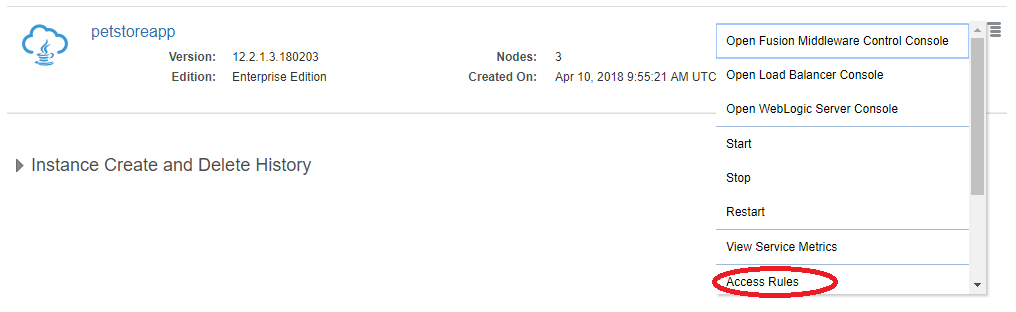 petstoreapp
Version: 12.2.1.3.180203 Nodes: 3
Edition: Enterprise Edition Created On: Apr 10, 2018 9:55:21 AM UTC
Open Fusion Middleware Control Console
Open Load Balancer Console
Open WebLogic Server Console
Start
Stop
Restart
View Service Metrics
Access Rules
Instance Create and Delete History